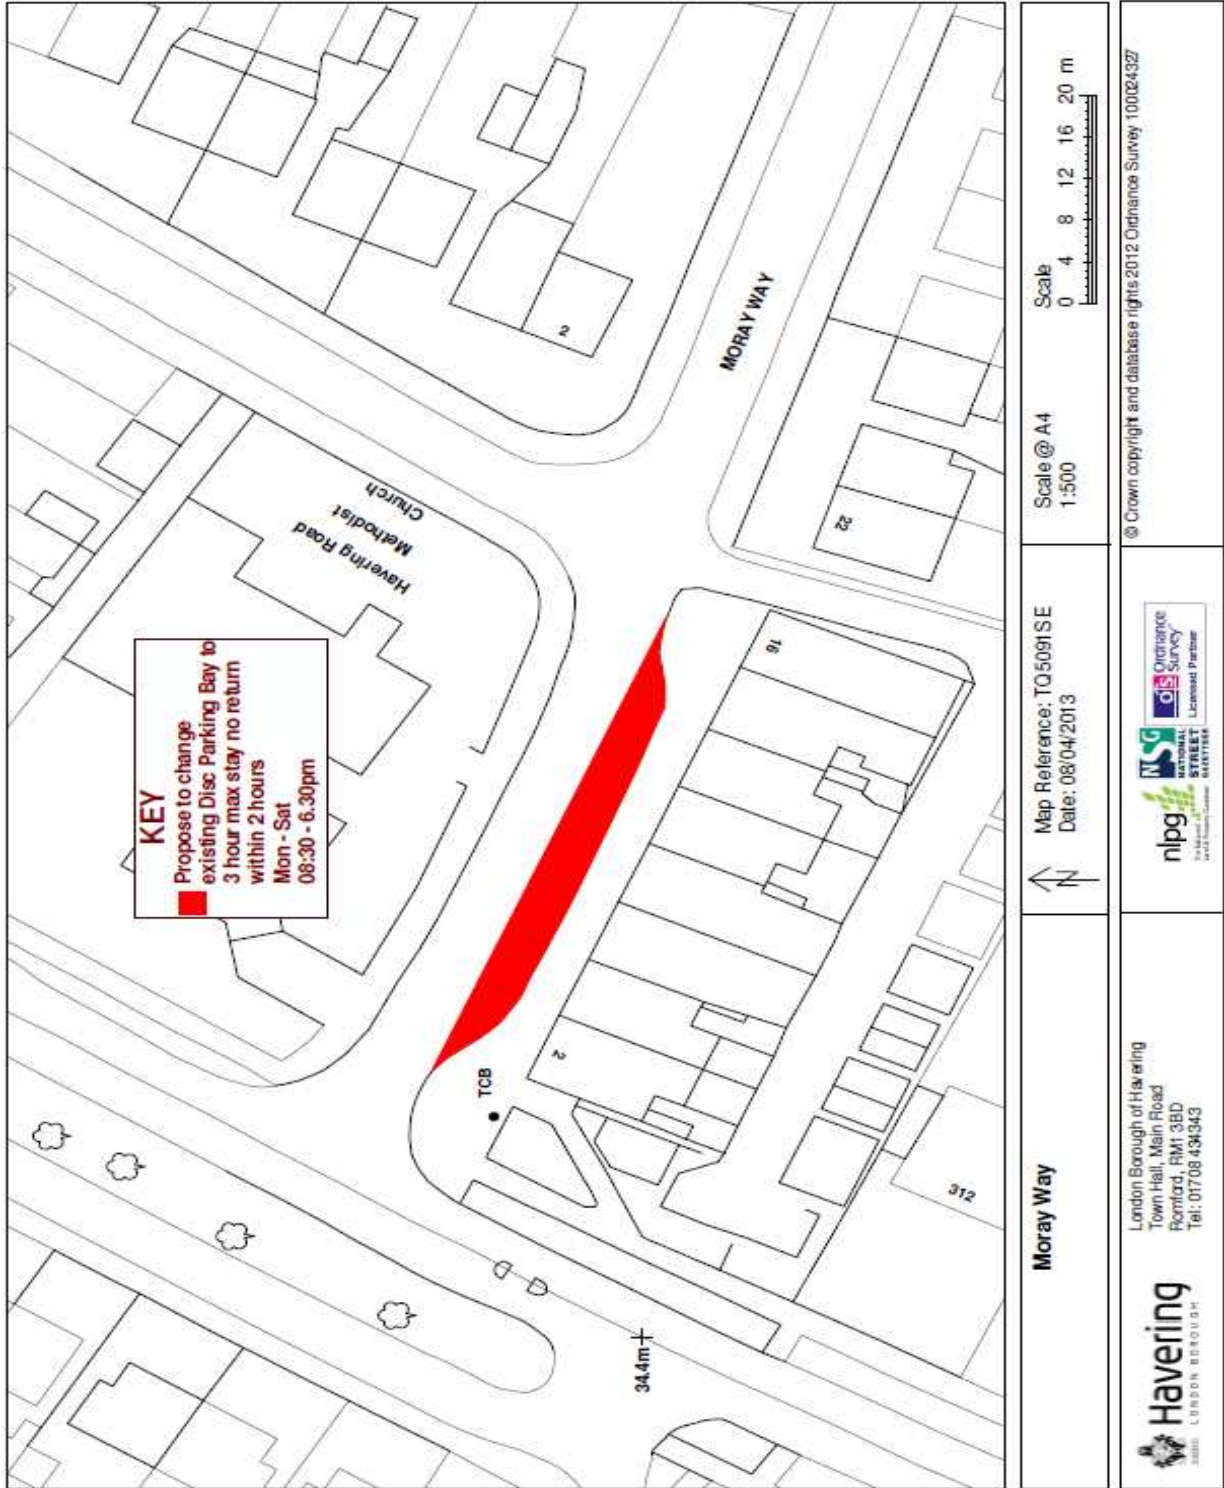 KEY
Propose to change
existing Disc Parking Bay to
3 hour max stay no return
within 2 hours
Mon - Sat
08:30 - 6.30pm
Havering Road
Methodist
Church
MORAY WAY
2
22
16
2
TCB
312
34.4m
Moray Way
N
Map Reference: TQ5091SE
Date: 08/04/2013
Scale @ A4
1:500
Scale
0 4 8 12 16 20 m
Havering
LONDON BOROUGH
London Borough of Havering
Town Hall, Main Road
Romford, RM1 3BD
Tel: 01708 434343
nlpg
NSG
NATIONAL
STREET
GAZETTEER
os Ordnance
Survey
Licensed Partner
© Crown copyright and database rights 2012 Ordnance Survey 100024327